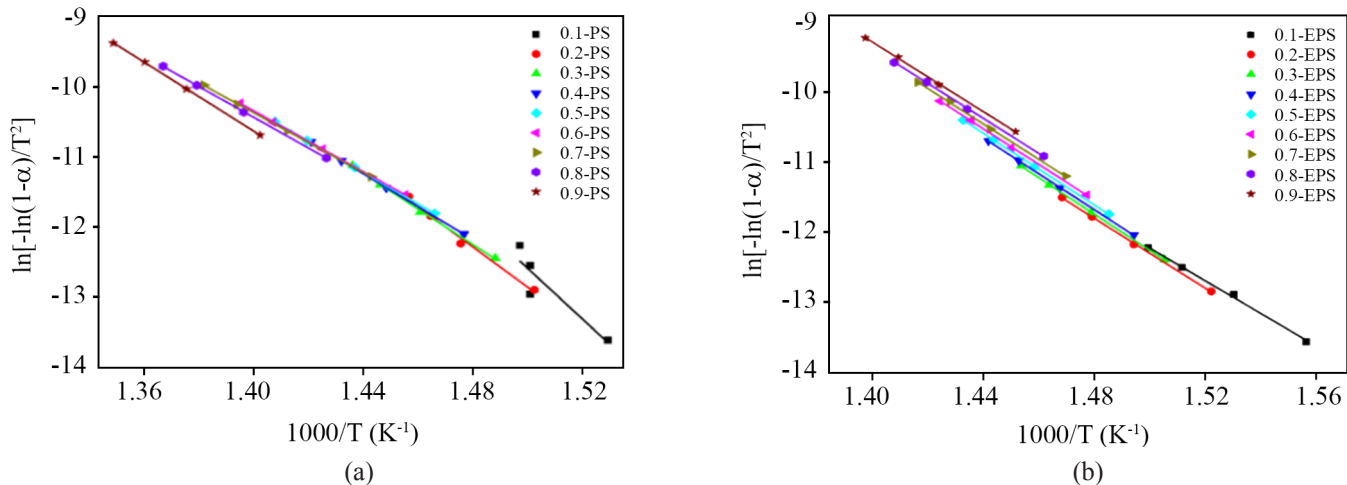 -9
-10
-11
-12
-13
-14
ln[-ln(1-α)/T²]
0.1-PS
0.2-PS
0.3-PS
0.4-PS
0.5-PS
0.6-PS
0.7-PS
0.8-PS
0.9-PS
1.36 1.40 1.44 1.48 1.52
1000/T (K⁻¹)
(a)
-9
-10
-11
-12
-13
-14
ln[-ln(1-α)/T²]
0.1-EPS
0.2-EPS
0.3-EPS
0.4-EPS
0.5-EPS
0.6-EPS
0.7-EPS
0.8-EPS
0.9-EPS
1.40 1.44 1.48 1.52 1.56
1000/T (K⁻¹)
(b)